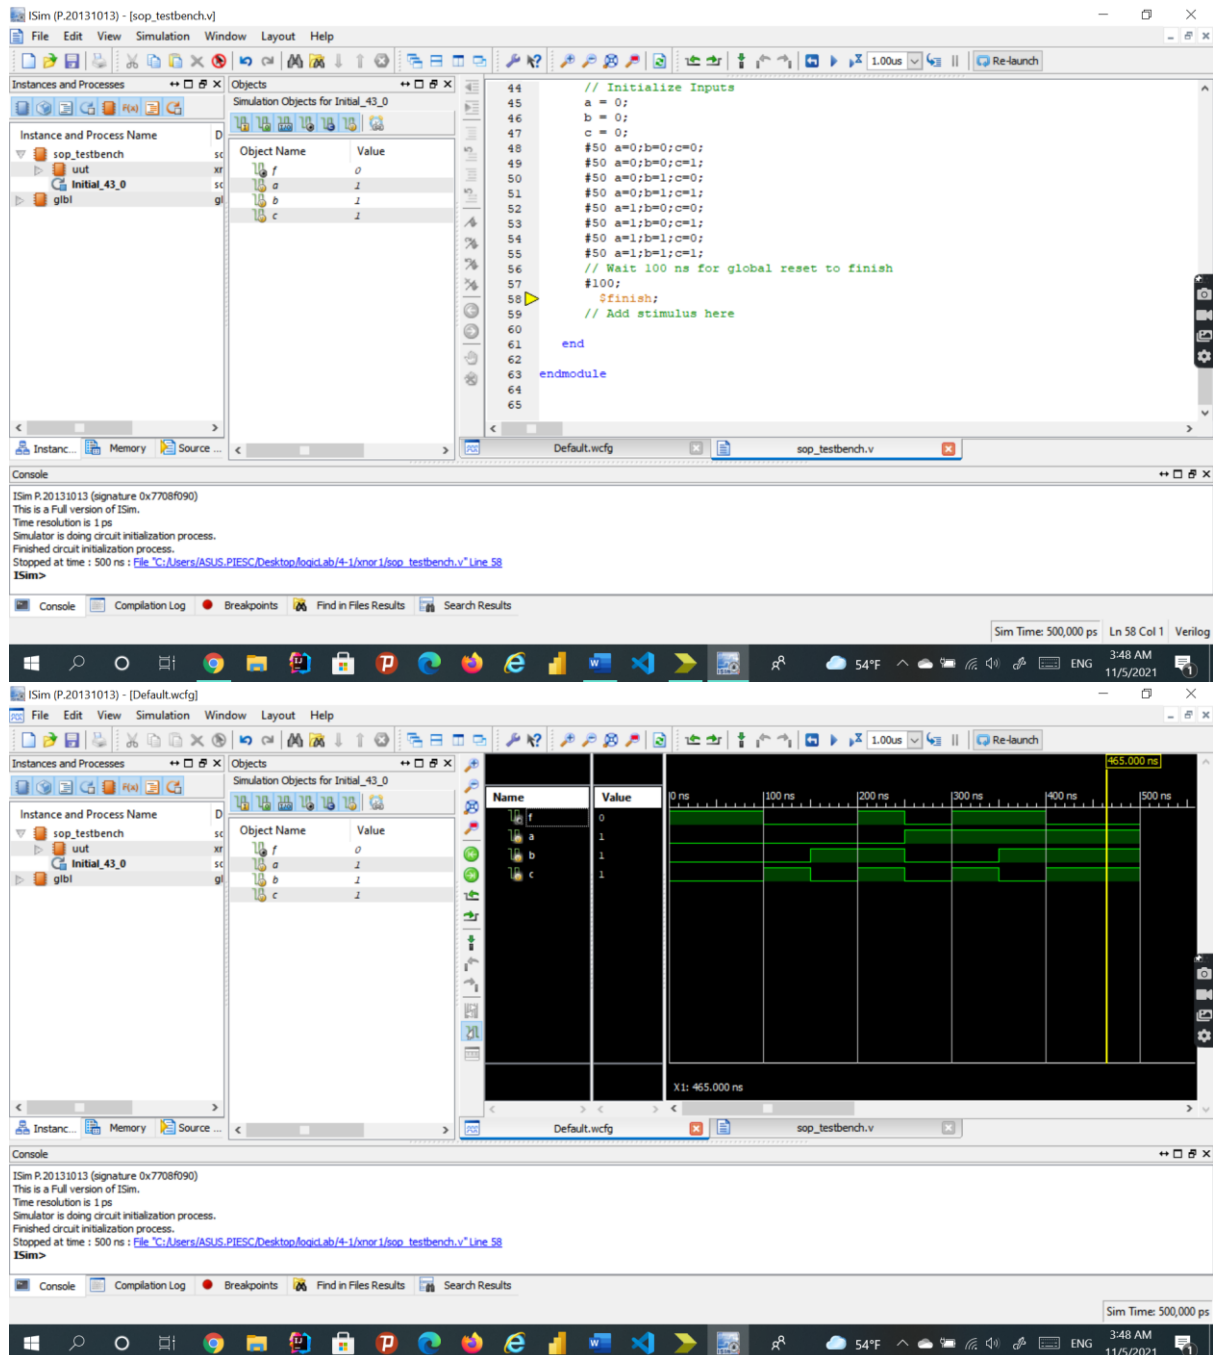 ISim (P.20131013) - [sop_testbench.v]
File Edit View Simulation Window Layout Help
1.00us Re-launch
Instances and Processes
Instance and Process Name D
sop_testbench sc
uut xr
Initial_43_0 sc
glbl gl
Objects
Simulation Objects for Initial_43_0
Object Name Value
f 0
a 1
b 1
c 1
44 // Initialize Inputs
45 a = 0;
46 b = 0;
47 c = 0;
48 #50 a=0;b=0;c=0;
49 #50 a=0;b=0;c=1;
50 #50 a=0;b=1;c=0;
51 #50 a=0;b=1;c=1;
52 #50 a=1;b=0;c=0;
53 #50 a=1;b=0;c=1;
54 #50 a=1;b=1;c=0;
55 #50 a=1;b=1;c=1;
56 // Wait 100 ns for global reset to finish
57 #100;
58 $finish;
59 // Add stimulus here
60
61 end
62
63 endmodule
64
65
Instanc... Memory Source ...
Default.wcfg sop_testbench.v
Console
ISim P.20131013 (signature 0x7708f090)
This is a Full version of ISim.
Time resolution is 1 ps
Simulator is doing circuit initialization process.
Finished circuit initialization process.
Stopped at time : 500 ns : File "C:/Users/ASUS.PIESC/Desktop/logicLab/4-1/xnor1/sop_testbench.v" Line 58
ISim>
Console Compilation Log Breakpoints Find in Files Results Search Results
Sim Time: 500,000 ps Ln 58 Col 1 Verilog
54°F ENG 3:48 AM
11/5/2021
ISim (P.20131013) - [Default.wcfg]
File Edit View Simulation Window Layout Help
1.00us Re-launch
Instances and Processes
Instance and Process Name D
sop_testbench sc
uut xr
Initial_43_0 sc
glbl gl
Objects
Simulation Objects for Initial_43_0
Object Name Value
f 0
a 1
b 1
c 1
465.000 ns
Name Value 0 ns 100 ns 200 ns 300 ns 400 ns 500 ns
f 0
a 1
b 1
c 1
X1: 465.000 ns
Instanc... Memory Source ...
Default.wcfg sop_testbench.v
Console
ISim P.20131013 (signature 0x7708f090)
This is a Full version of ISim.
Time resolution is 1 ps
Simulator is doing circuit initialization process.
Finished circuit initialization process.
Stopped at time : 500 ns : File "C:/Users/ASUS.PIESC/Desktop/logicLab/4-1/xnor1/sop_testbench.v" Line 58
ISim>
Console Compilation Log Breakpoints Find in Files Results Search Results
Sim Time: 500,000 ps
54°F ENG 3:48 AM
11/5/2021